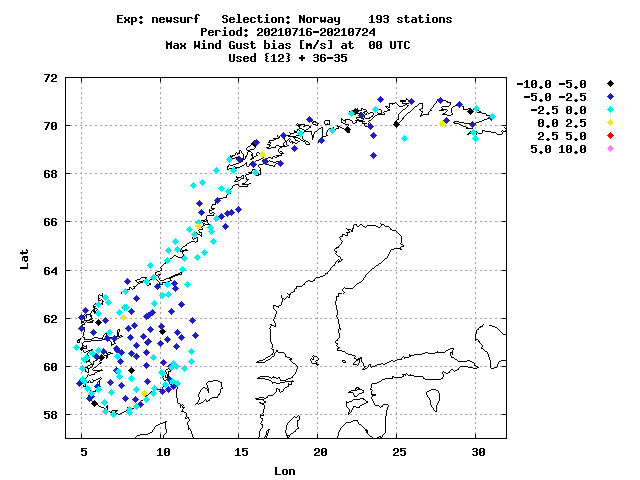 Exp: newsurf Selection: Norway 193 stations
Period: 20210716-20210724
Max Wind Gust bias [m/s] at 00 UTC
Used {12} + 36-35
-10.0 -5.0
-5.0 -2.5
-2.5 0.0
0.0 2.5
2.5 5.0
5.0 10.0
72
70
68
66
64
62
60
58
Lat
5 10 15 20 25 30
Lon